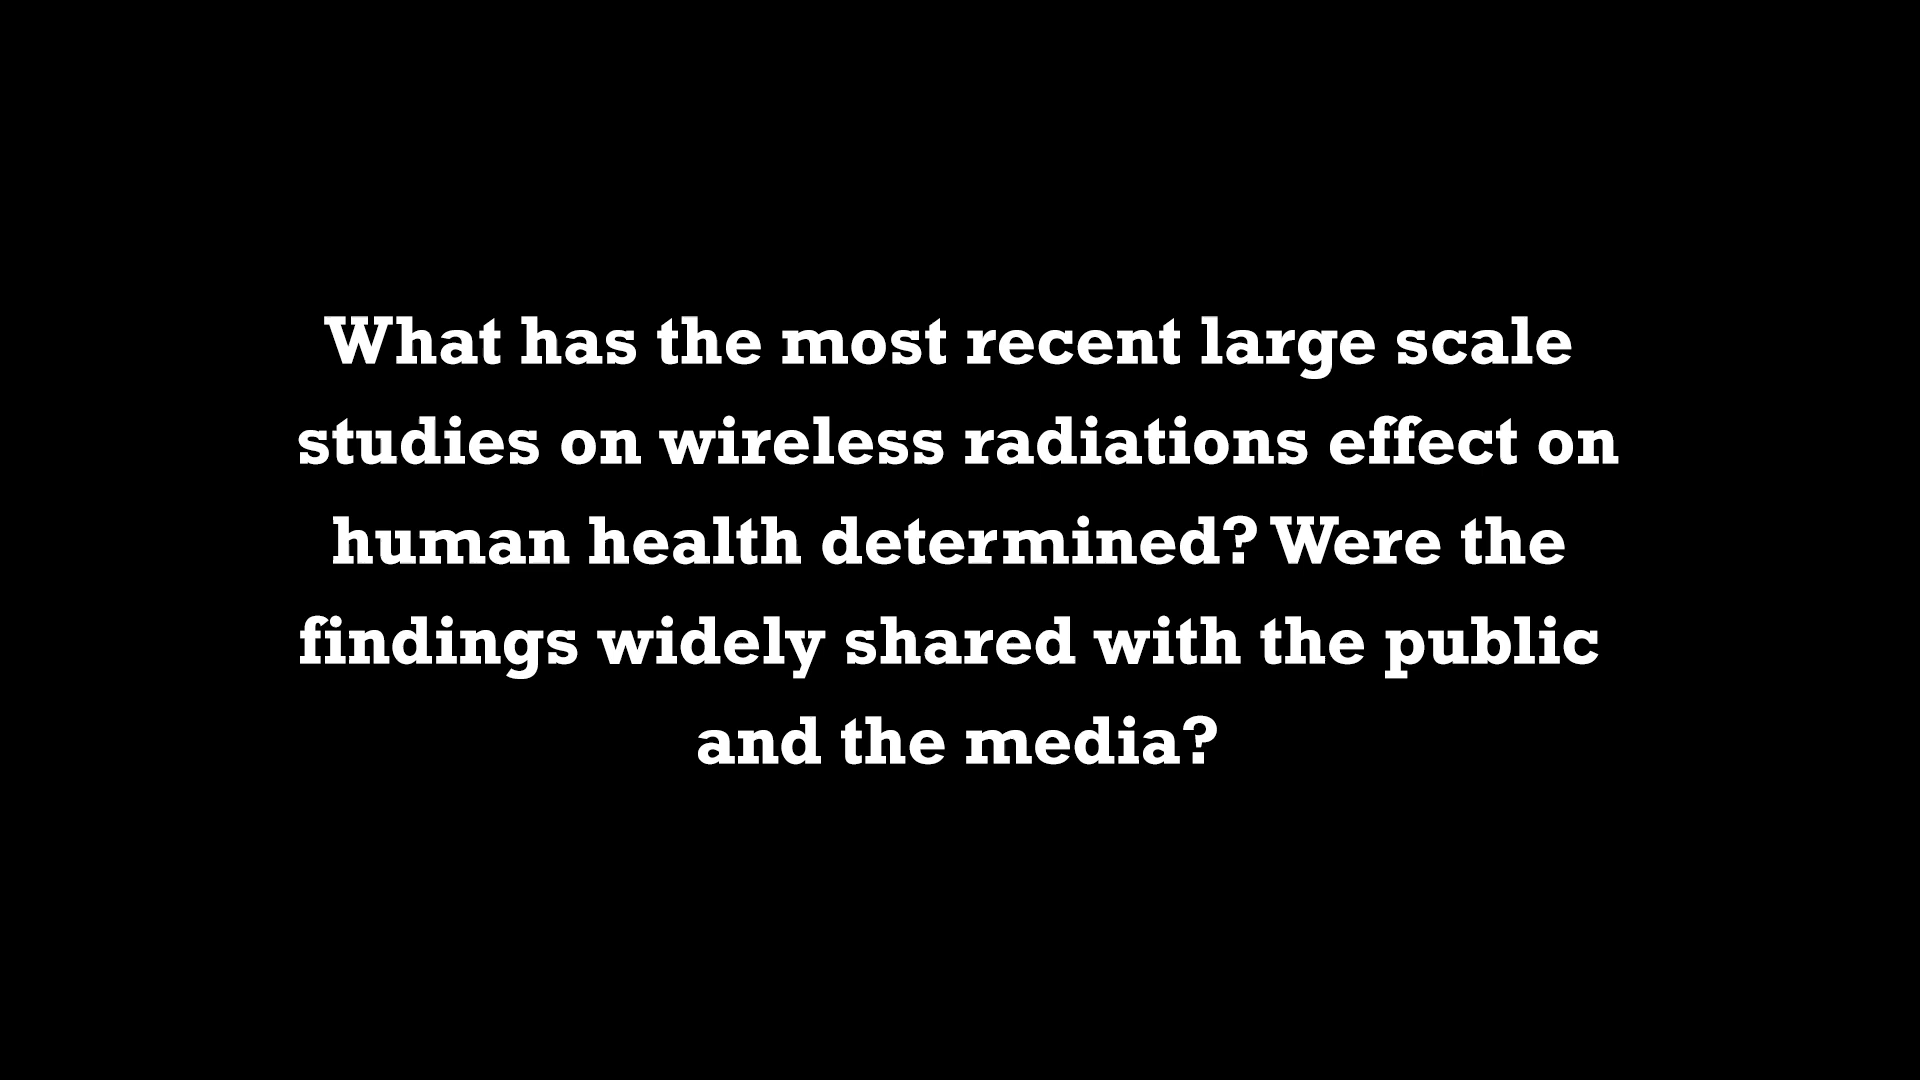 What has the most recent large scale
studies on wireless radiations effect on
human health determined? Were the
findings widely shared with the public
and the media?